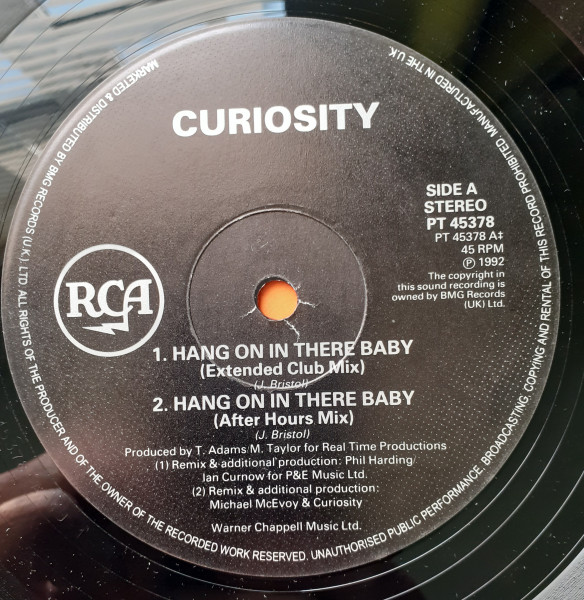 CURIOSITY
SIDE A
STEREO
PT 45378
PT 45378 A‡
45 RPM
Ⓟ 1992
The copyright in
this sound recording is
owned by BMG Records
(UK) Ltd.
RCA
1. HANG ON IN THERE BABY
(Extended Club Mix)
(J. Bristol)
2. HANG ON IN THERE BABY
(After Hours Mix)
(J. Bristol)
Produced by T. Adams/M. Taylor for Real Time Productions
(1) Remix & additional production: Phil Harding/
Ian Curnow for P&E Music Ltd.
(2) Remix & additional production:
Michael McEvoy & Curiosity
Warner Chappell Music Ltd.
MARKETED & DISTRIBUTED BY BMG RECORDS (U.K.) LTD. ALL RIGHTS OF THE PRODUCER AND OF THE OWNER OF THE RECORDED WORK RESERVED. UNAUTHORISED PUBLIC PERFORMANCE, BROADCASTING, COPYING AND RENTAL OF THIS RECORD PROHIBITED. MANUFACTURED IN THE U.K.